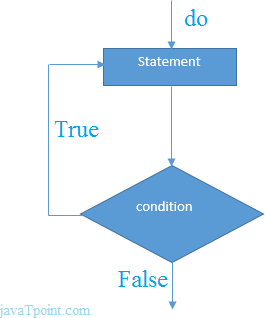 do
Statement
True
condition
False
javaTpoint.com